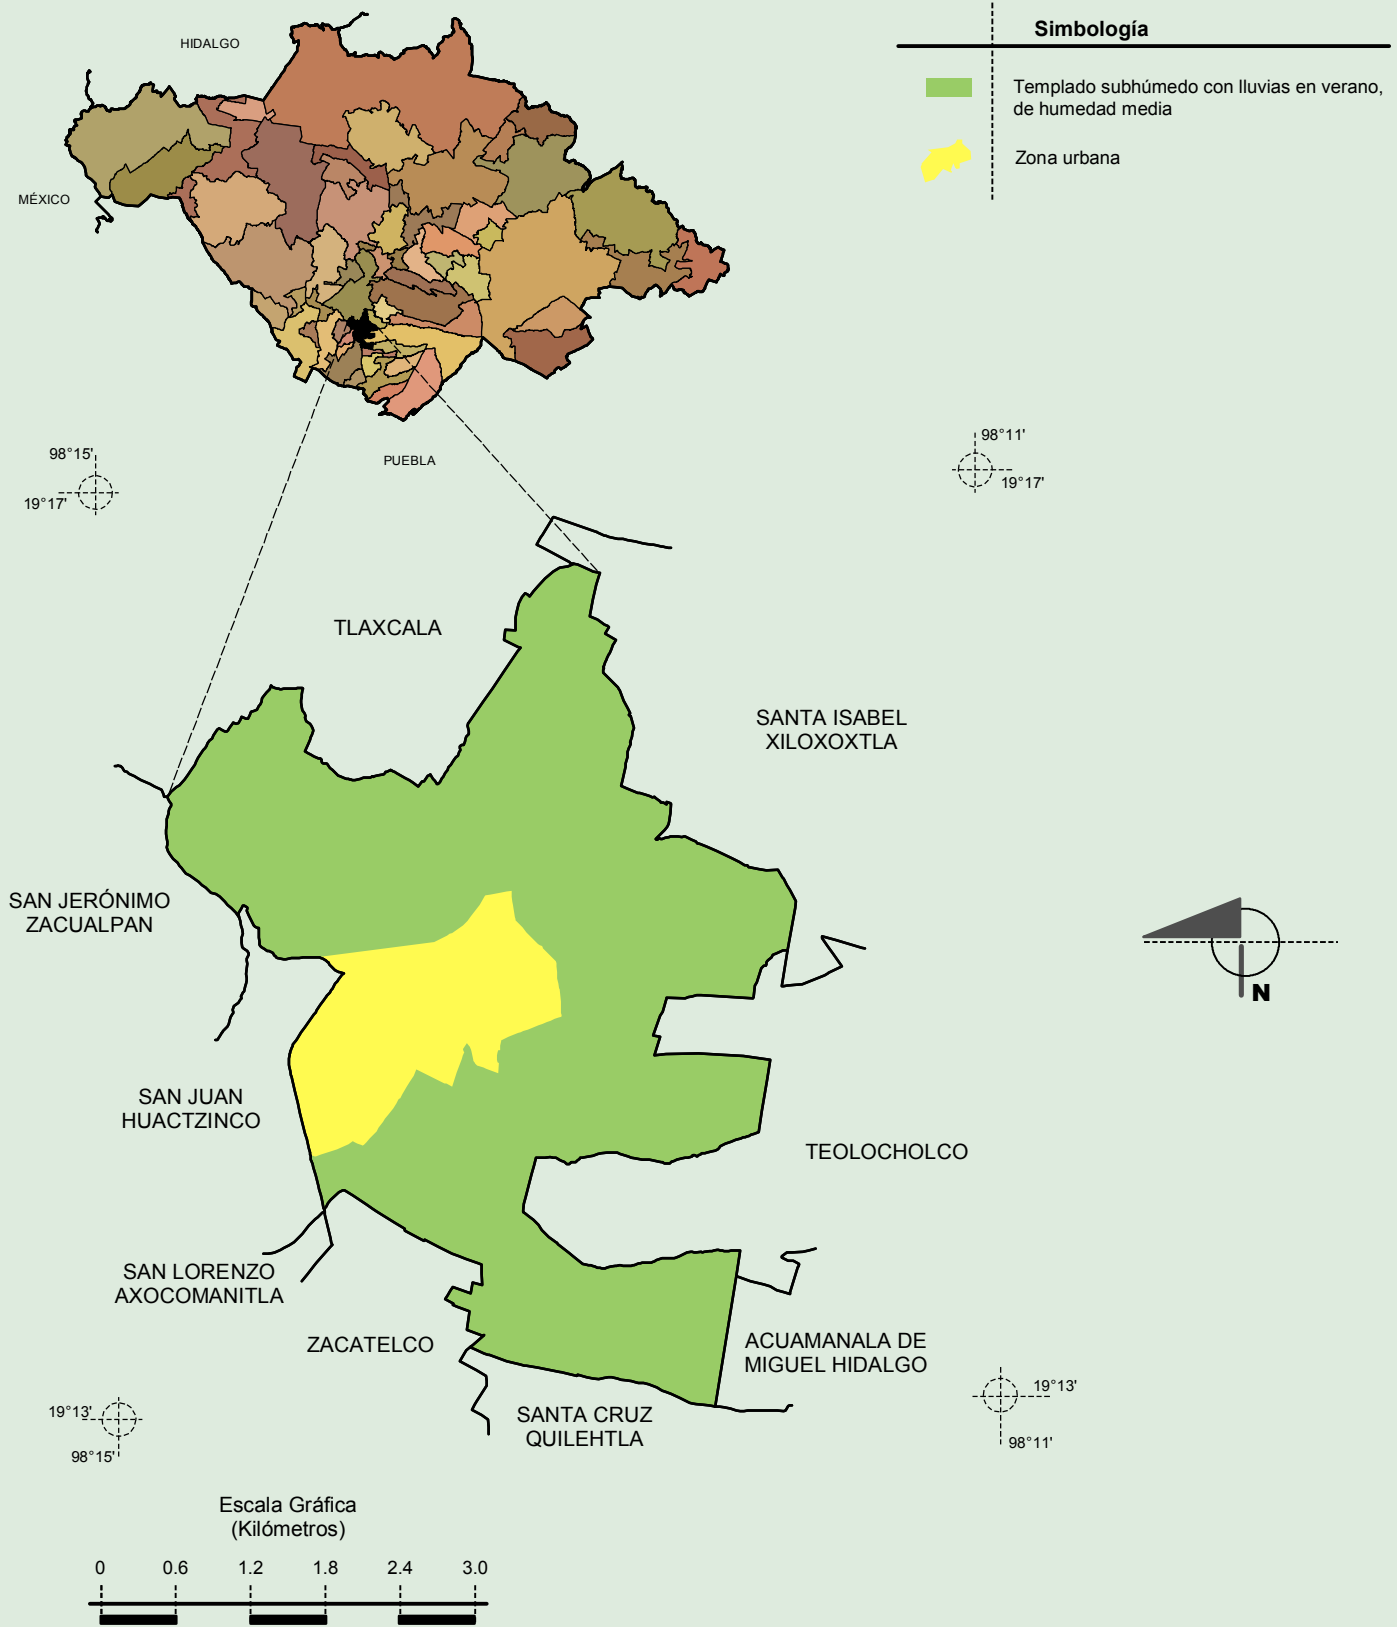 Simbología
Templado subhúmedo con lluvias en verano,
de humedad media
Zona urbana
HIDALGO
MÉXICO
PUEBLA
98°15'
19°17'
98°11'
19°17'
TLAXCALA
SANTA ISABEL
XILOXOXTLA
SAN JERÓNIMO
ZACUALPAN
N
SAN JUAN
HUACTZINCO
TEOLOCHOLCO
SAN LORENZO
AXOCOMANITLA
ZACATELCO
ACUAMANALA DE
MIGUEL HIDALGO
SANTA CRUZ
QUILEHTLA
19°13'
98°15'
19°13'
98°11'
Escala Gráfica
(Kilómetros)
0 0.6 1.2 1.8 2.4 3.0